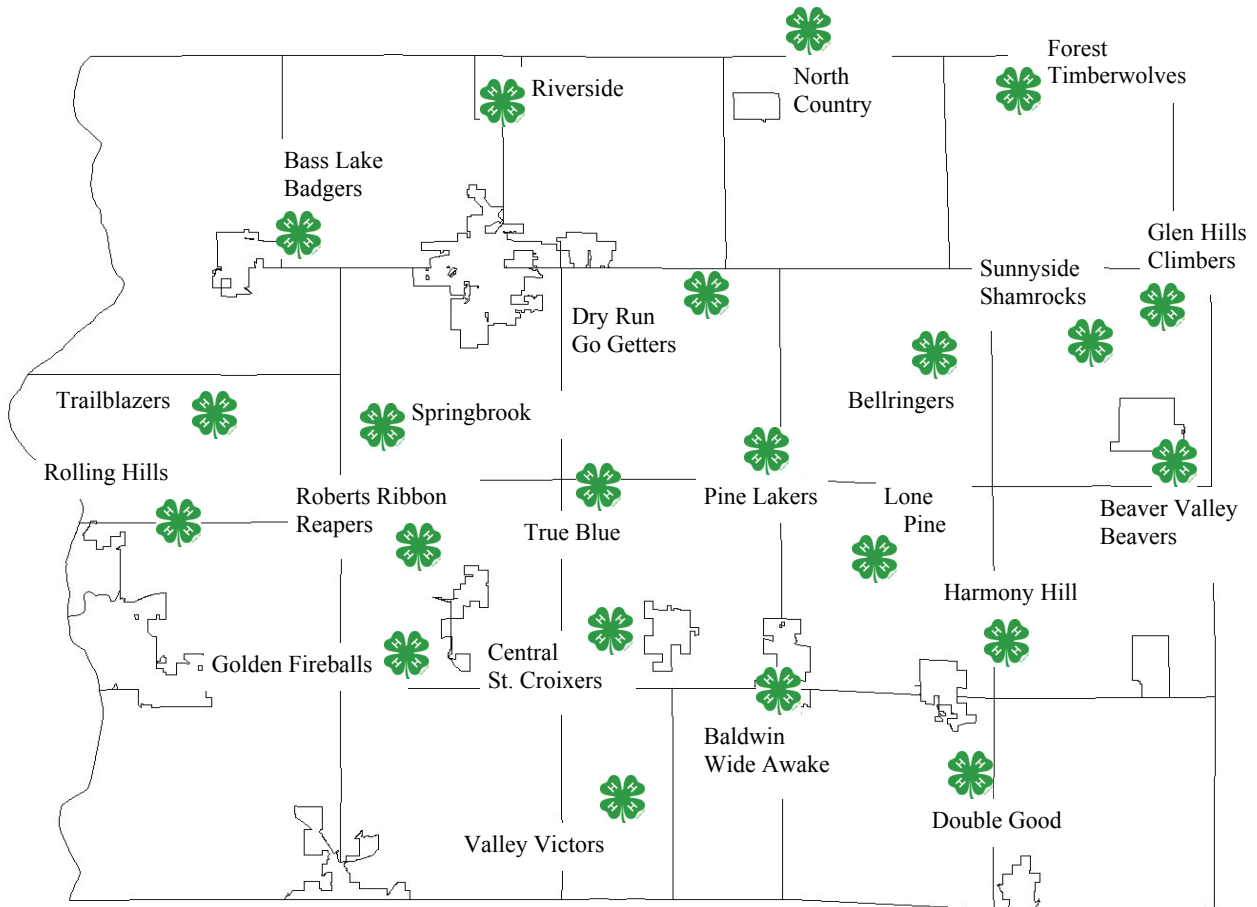 Forest
Timberwolves
North
Country
Riverside
Bass Lake
Badgers
Glen Hills
Climbers
Sunnyside
Shamrocks
Dry Run
Go Getters
Bellringers
Trailblazers
Springbrook
Rolling Hills
Roberts Ribbon
Reapers
True Blue
Pine Lakers
Lone
Pine
Beaver Valley
Beavers
Harmony Hill
Golden Fireballs
Central
St. Croixers
Baldwin
Wide Awake
Double Good
Valley Victors